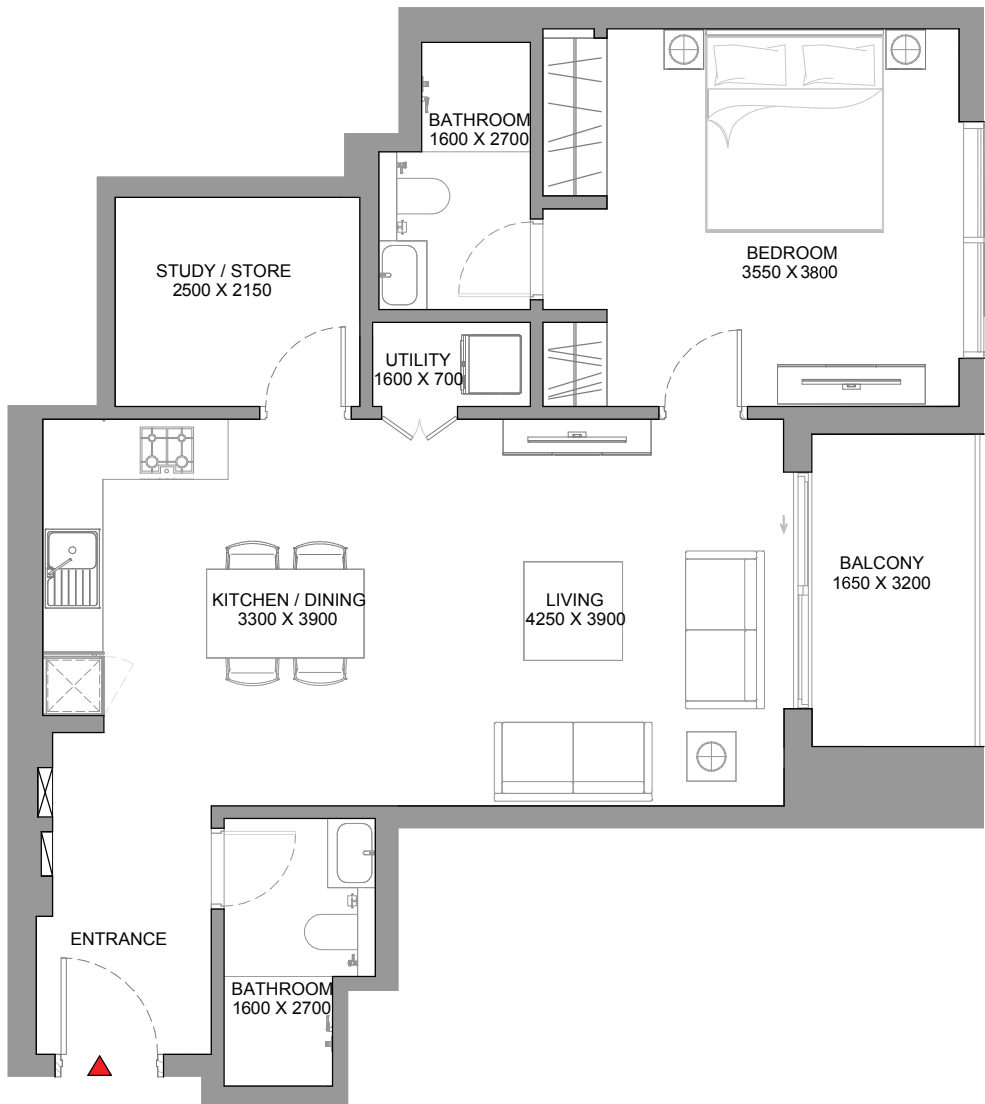 BATHROOM
1600 X 2700
BEDROOM
3550 X 3800
STUDY / STORE
2500 X 2150
UTILITY
1600 X 700
KITCHEN / DINING
3300 X 3900
LIVING
4250 X 3900
BALCONY
1650 X 3200
ENTRANCE
BATHROOM
1600 X 2700